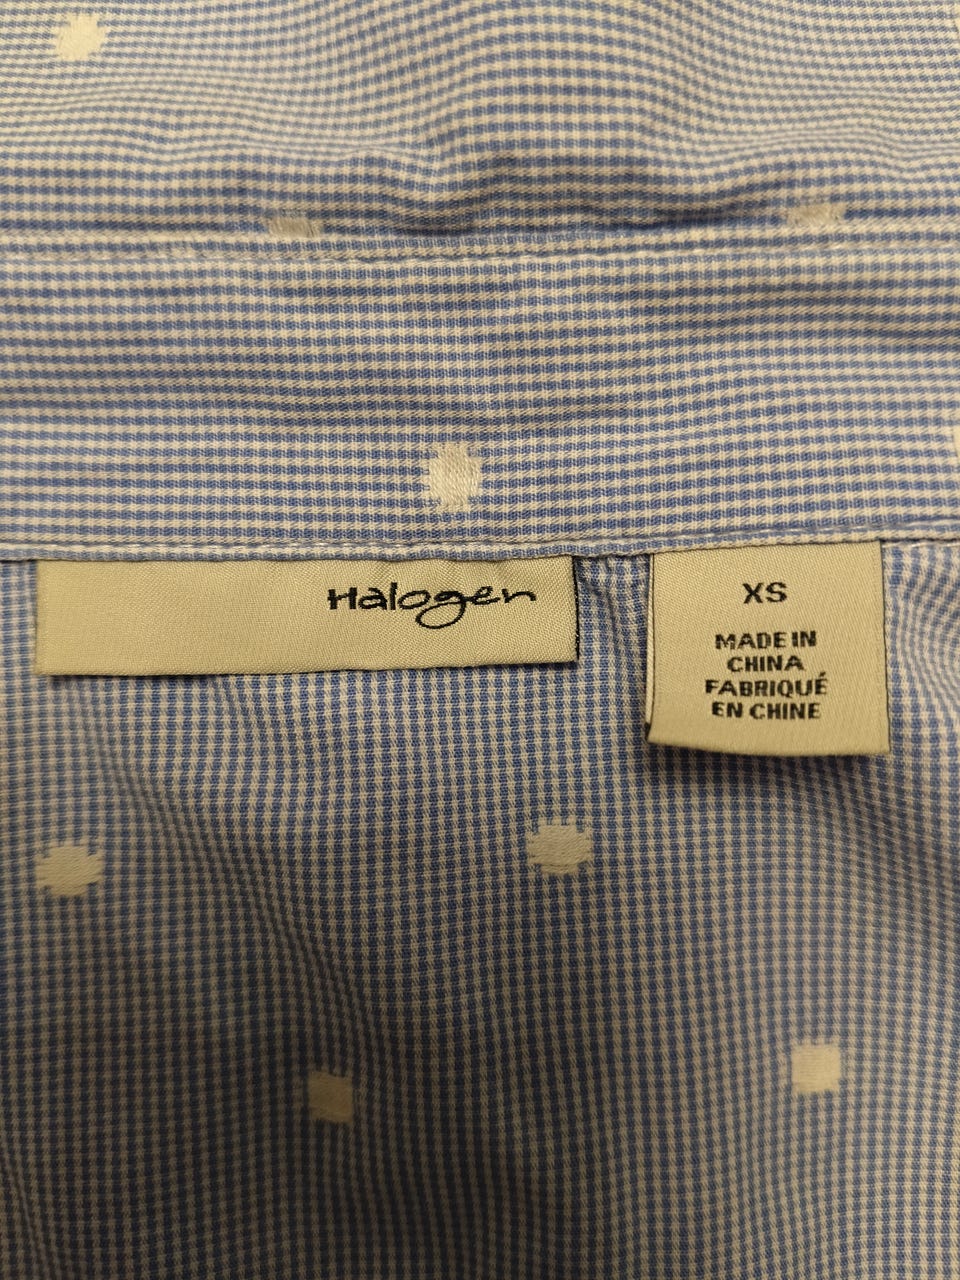 Halogen
XS
MADE IN
CHINA
FABRIQUÉ
EN CHINE